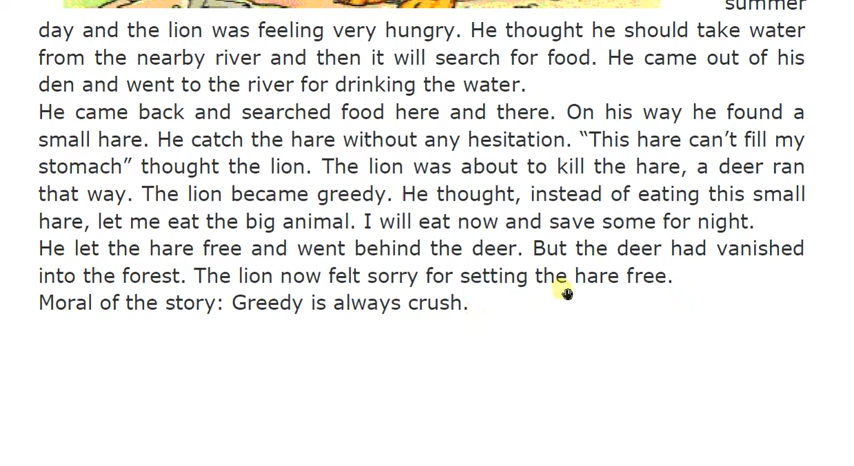 summer
day and the lion was feeling very hungry. He thought he should take water
from the nearby river and then it will search for food. He came out of his
den and went to the river for drinking the water.
He came back and searched food here and there. On his way he found a
small hare. He catch the hare without any hesitation. “This hare can’t fill my
stomach” thought the lion. The lion was about to kill the hare, a deer ran
that way. The lion became greedy. He thought, instead of eating this small
hare, let me eat the big animal. I will eat now and save some for night.
He let the hare free and went behind the deer. But the deer had vanished
into the forest. The lion now felt sorry for setting the hare free.
Moral of the story: Greedy is always crush.